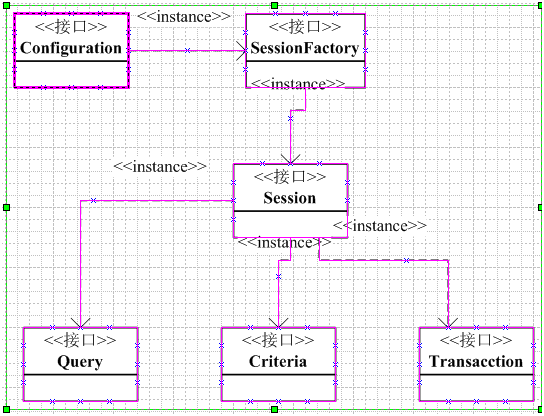 <<instance>>
<<接口>>
Configuration
<<接口>>
SessionFactory
<<instance>>
<<instance>>
<<接口>>
Session
<<instance>>
<<instance>>
<<接口>>
Query
<<接口>>
Criteria
<<接口>>
Transacction